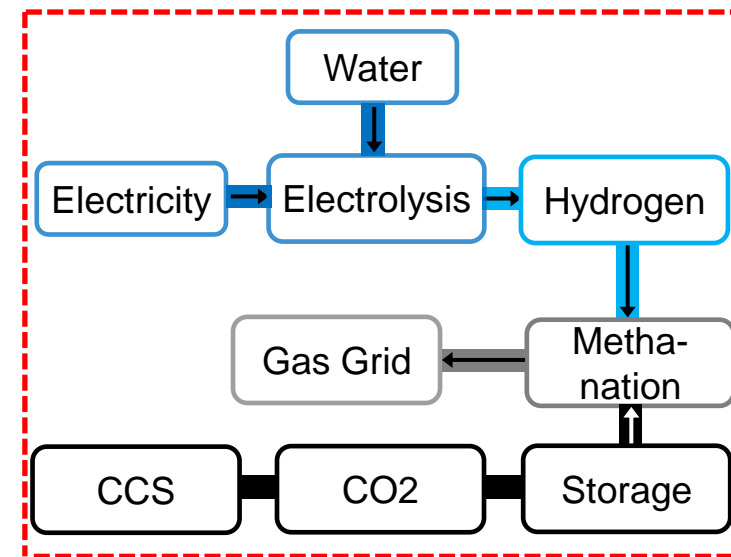 Water
Electricity
Electrolysis
Hydrogen
Gas Grid
Metha-
nation
CCS
CO2
Storage